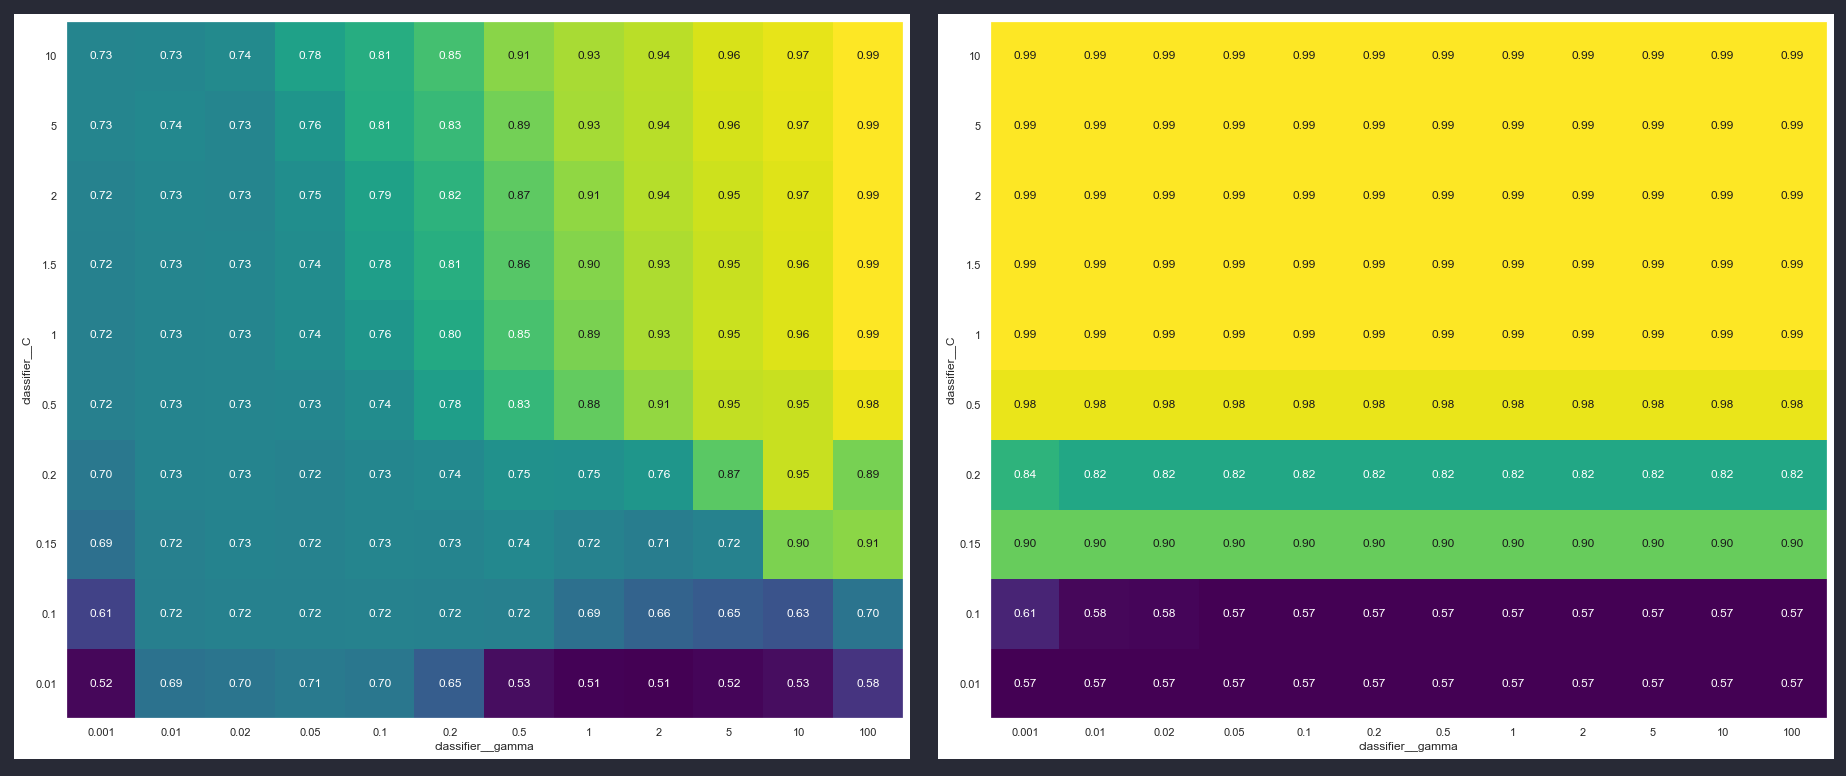 10 0.73 0.73 0.74 0.78 0.81 0.85 0.91 0.93 0.94 0.96 0.97 0.99
5 0.73 0.74 0.73 0.76 0.81 0.83 0.89 0.93 0.94 0.96 0.97 0.99
2 0.72 0.73 0.73 0.75 0.79 0.82 0.87 0.91 0.94 0.95 0.97 0.99
1.5 0.72 0.73 0.73 0.74 0.78 0.81 0.86 0.90 0.93 0.95 0.96 0.99
1 0.72 0.73 0.73 0.74 0.76 0.80 0.85 0.89 0.93 0.95 0.96 0.99
classifier__C
0.5 0.72 0.73 0.73 0.73 0.74 0.78 0.83 0.88 0.91 0.95 0.95 0.98
0.2 0.70 0.73 0.73 0.72 0.73 0.74 0.75 0.75 0.76 0.87 0.95 0.89
0.15 0.69 0.72 0.73 0.72 0.73 0.73 0.74 0.72 0.71 0.72 0.90 0.91
0.1 0.61 0.72 0.72 0.72 0.72 0.72 0.72 0.69 0.66 0.65 0.63 0.70
0.01 0.52 0.69 0.70 0.71 0.70 0.65 0.53 0.51 0.51 0.52 0.53 0.58
0.001 0.01 0.02 0.05 0.1 0.2 0.5 1 2 5 10 100
classifier__gamma
10 0.99 0.99 0.99 0.99 0.99 0.99 0.99 0.99 0.99 0.99 0.99 0.99
5 0.99 0.99 0.99 0.99 0.99 0.99 0.99 0.99 0.99 0.99 0.99 0.99
2 0.99 0.99 0.99 0.99 0.99 0.99 0.99 0.99 0.99 0.99 0.99 0.99
1.5 0.99 0.99 0.99 0.99 0.99 0.99 0.99 0.99 0.99 0.99 0.99 0.99
1 0.99 0.99 0.99 0.99 0.99 0.99 0.99 0.99 0.99 0.99 0.99 0.99
classifier__C
0.5 0.98 0.98 0.98 0.98 0.98 0.98 0.98 0.98 0.98 0.98 0.98 0.98
0.2 0.84 0.82 0.82 0.82 0.82 0.82 0.82 0.82 0.82 0.82 0.82 0.82
0.15 0.90 0.90 0.90 0.90 0.90 0.90 0.90 0.90 0.90 0.90 0.90 0.90
0.1 0.61 0.58 0.58 0.57 0.57 0.57 0.57 0.57 0.57 0.57 0.57 0.57
0.01 0.57 0.57 0.57 0.57 0.57 0.57 0.57 0.57 0.57 0.57 0.57 0.57
0.001 0.01 0.02 0.05 0.1 0.2 0.5 1 2 5 10 100
classifier__gamma